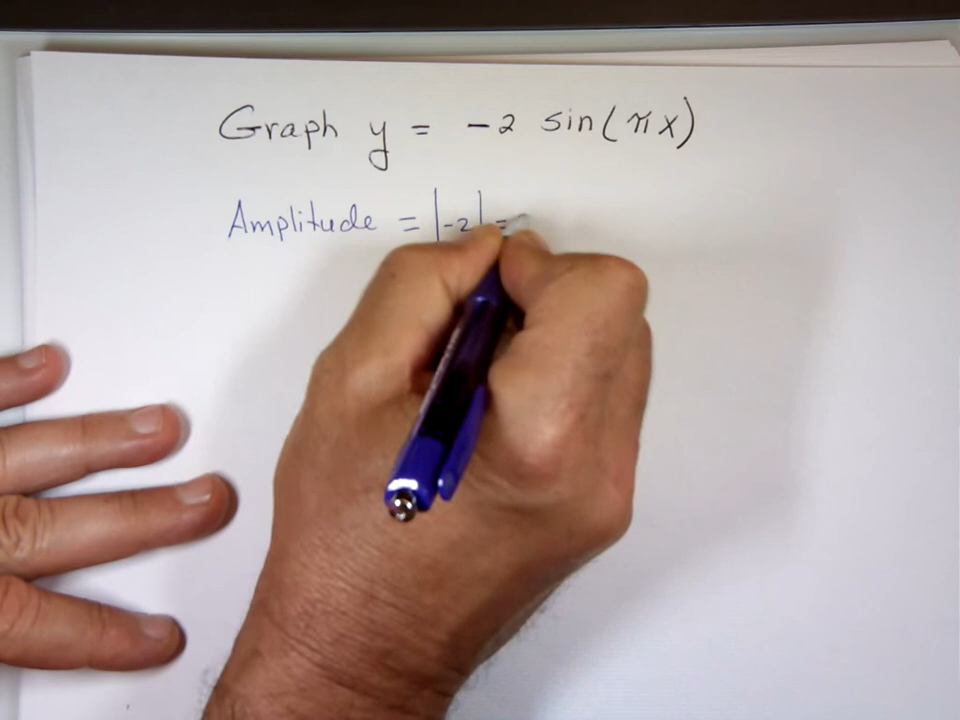 Graph y = -2 sin(πx)
Amplitude = |-2| =